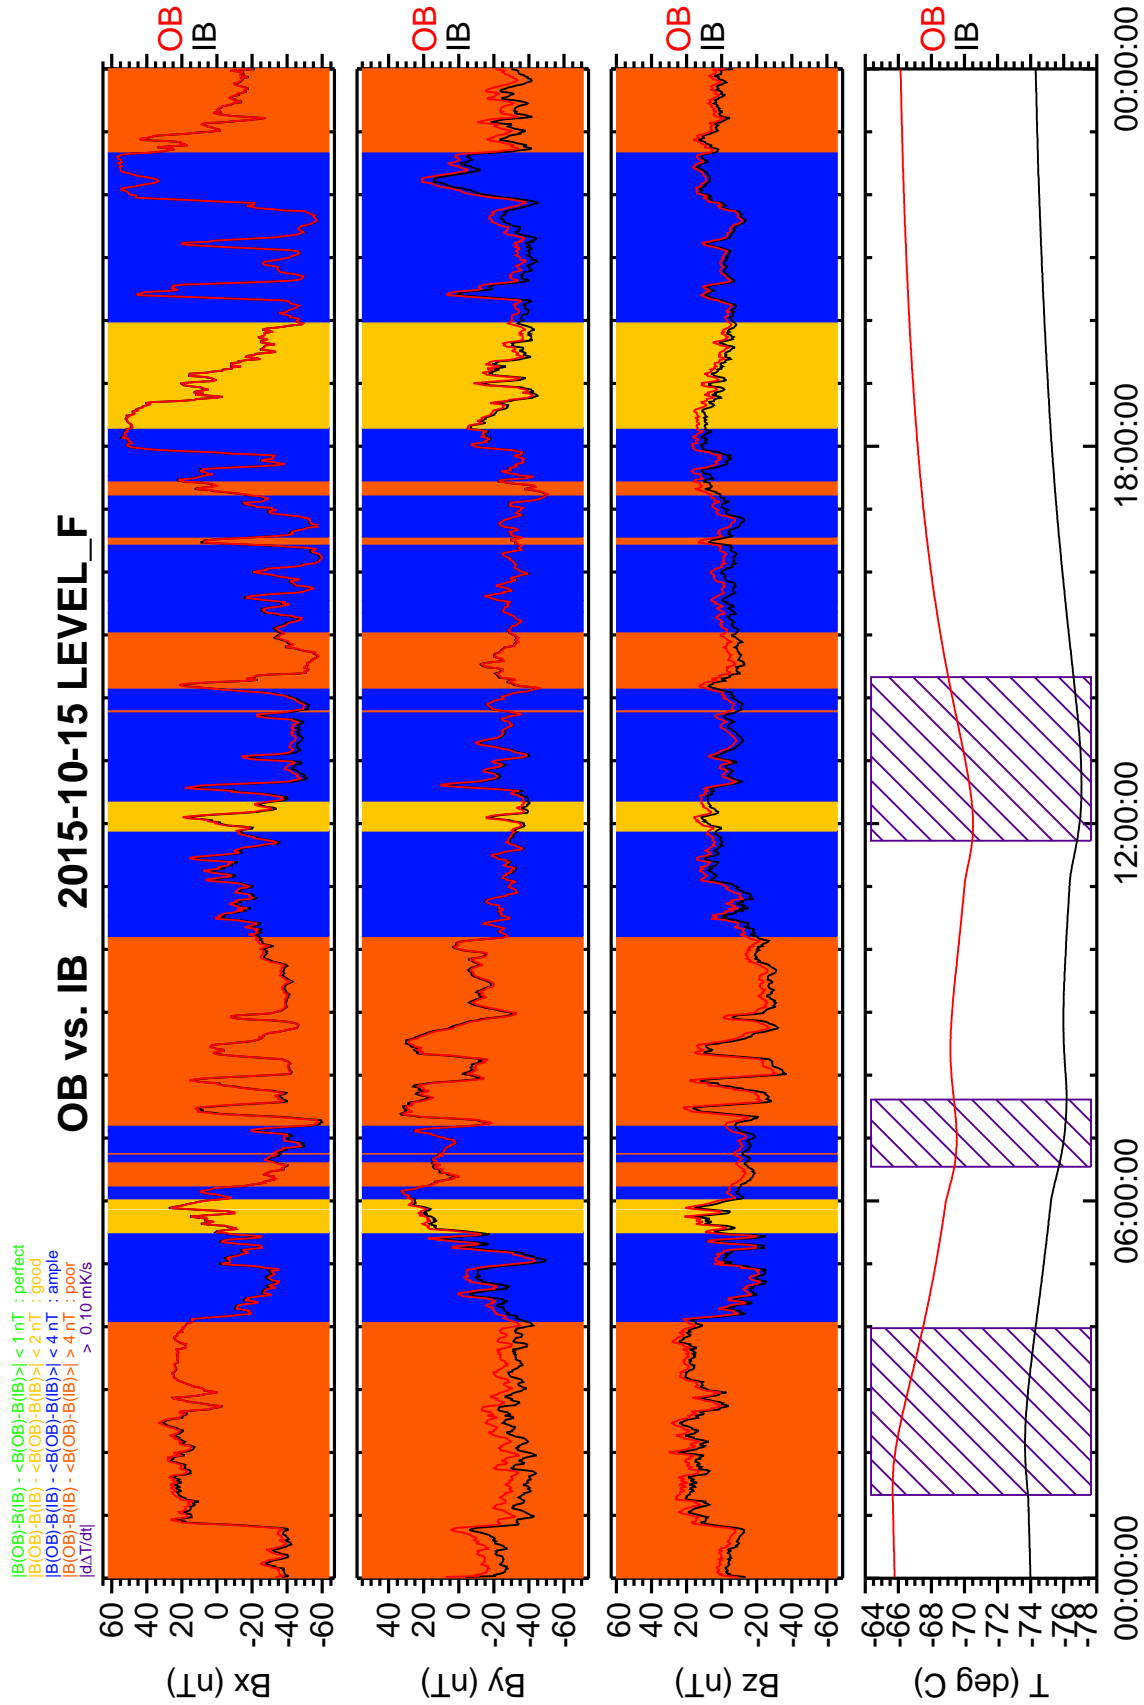 OB vs. IB 2015-10-15 LEVEL_F
|B(OB)-B(IB) - <B(OB)-B(IB)>| < 1 nT : perfect
|B(OB)-B(IB) - <B(OB)-B(IB)>| < 2 nT : good
|B(OB)-B(IB) - <B(OB)-B(IB)>| < 4 nT : ample
|B(OB)-B(IB) - <B(OB)-B(IB)>| > 4 nT : poor
|dΔT/dt| > 0.10 mK/s
Bx (nT)
60
40
20
0
-20
-40
-60
OB
IB
By (nT)
60
40
20
0
-20
-40
-60
OB
IB
Bz (nT)
60
40
20
0
-20
-40
-60
OB
IB
T (deg C)
-64
-66
-68
-70
-72
-74
-76
-78
OB
IB
00:00:00
06:00:00
12:00:00
18:00:00
00:00:00